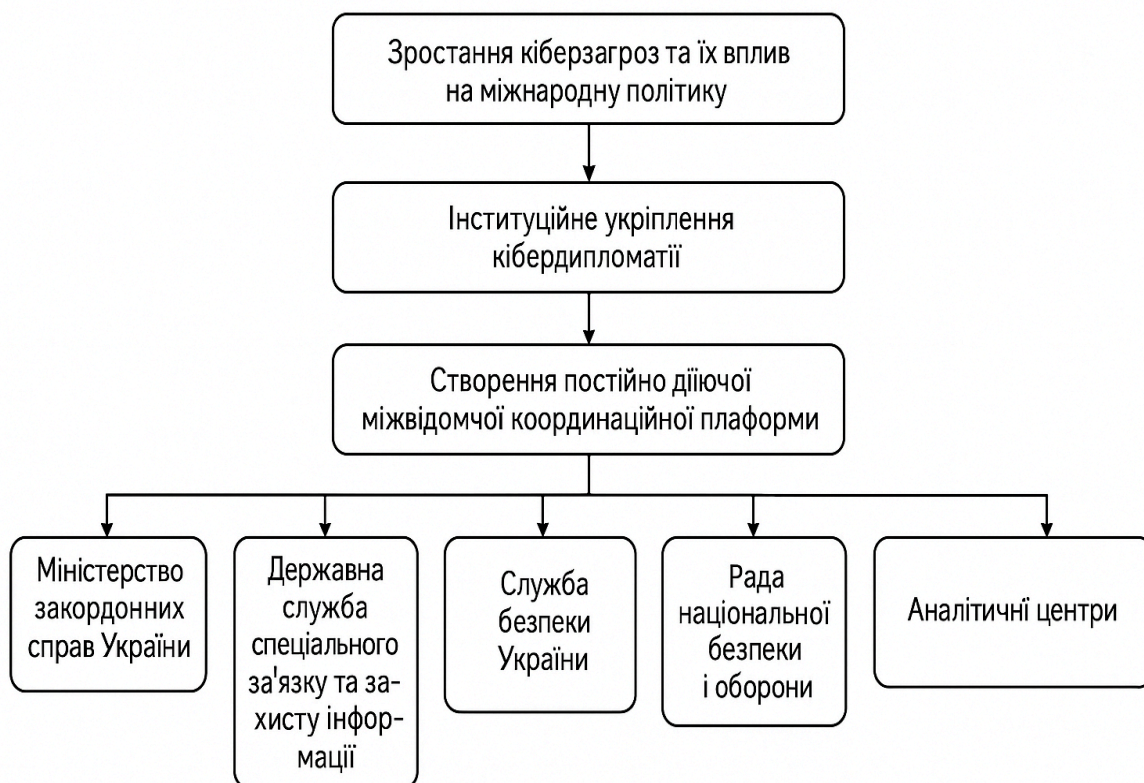 Зростання кіберзагроз та їх вплив
на міжнародну політику
Інституційне укріплення
кібердипломатії
Створення постійно діїючої
міжвідомчої координаційної плаформи
Міністерство
закордонних
справ України
Державна
служба
спеціального
за'язку та за-
хисту інфор-
мації
Служба
безпеки
України
Рада
національної
безпеки
і оборони
Аналітичнї центри